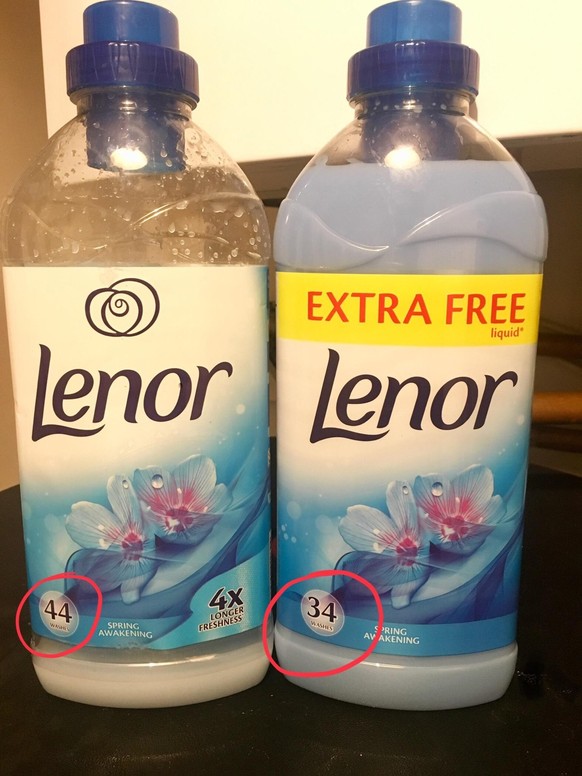 Lenor
44
WASHES
SPRING
AWAKENING
4X
LONGER
FRESHNESS
EXTRA FREE
liquid*
Lenor
34
WASHES
SPRING
AWAKENING